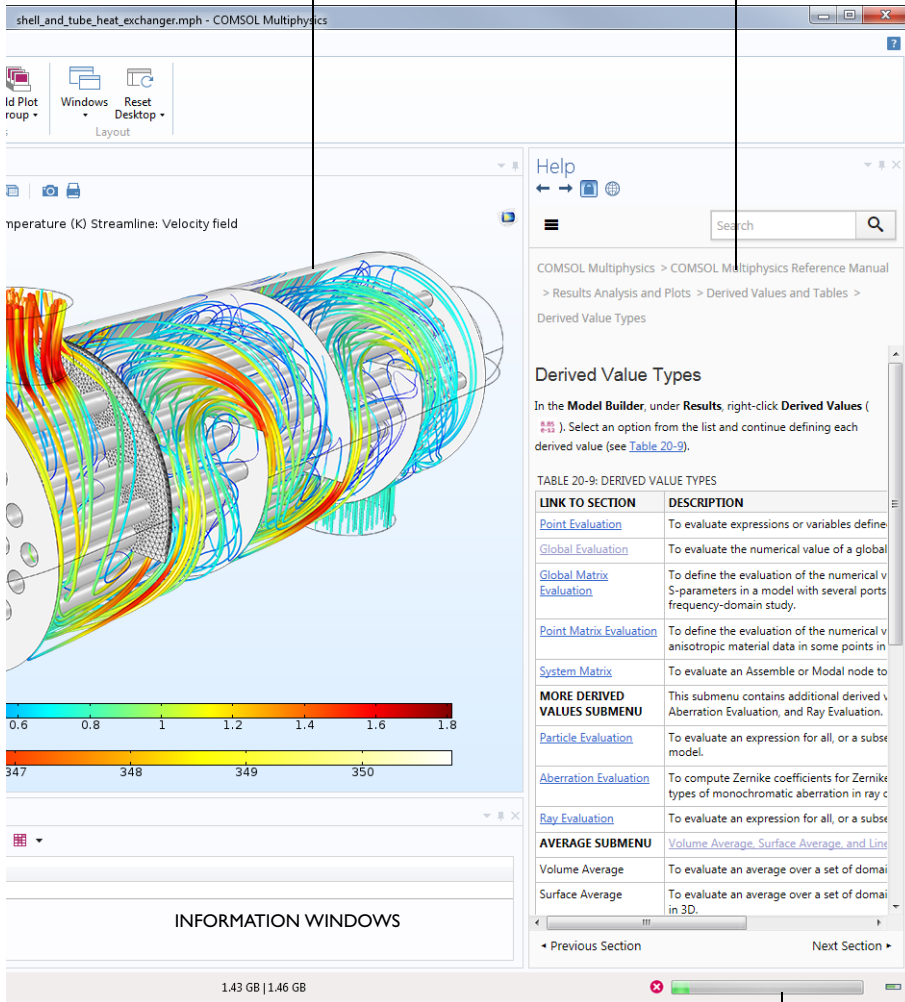 shell_and_tube_heat_exchanger.mph - COMSOL Multiphysics
?
ld Plot
roup
Windows
Reset
Desktop
Layout
Help
mperature (K) Streamline: Velocity field
Search
COMSOL Multiphysics > COMSOL Multiphysics Reference Manual
> Results Analysis and Plots > Derived Values and Tables >
Derived Value Types
Derived Value Types
In the Model Builder, under Results, right-click Derived Values (
8.85
e-12 ). Select an option from the list and continue defining each
derived value (see Table 20-9).
TABLE 20-9: DERIVED VALUE TYPES
LINK TO SECTION DESCRIPTION
Point Evaluation To evaluate expressions or variables define
Global Evaluation To evaluate the numerical value of a global
Global Matrix
Evaluation
To define the evaluation of the numerical v
S-parameters in a model with several ports
frequency-domain study.
Point Matrix Evaluation To define the evaluation of the numerical v
anisotropic material data in some points in
System Matrix To evaluate an Assemble or Modal node to
MORE DERIVED
VALUES SUBMENU
This submenu contains additional derived v
Aberration Evaluation, and Ray Evaluation.
Particle Evaluation To evaluate an expression for all, or a subse
model.
Aberration Evaluation To compute Zernike coefficients for Zernike
types of monochromatic aberration in ray o
Ray Evaluation To evaluate an expression for all, or a subse
AVERAGE SUBMENU Volume Average, Surface Average, and Line
Volume Average To evaluate an average over a set of domai
Surface Average To evaluate an average over a set of domai
in 3D.
0.6 0.8 1 1.2 1.4 1.6 1.8
347 348 349 350
INFORMATION WINDOWS
Previous Section Next Section
1.43 GB | 1.46 GB